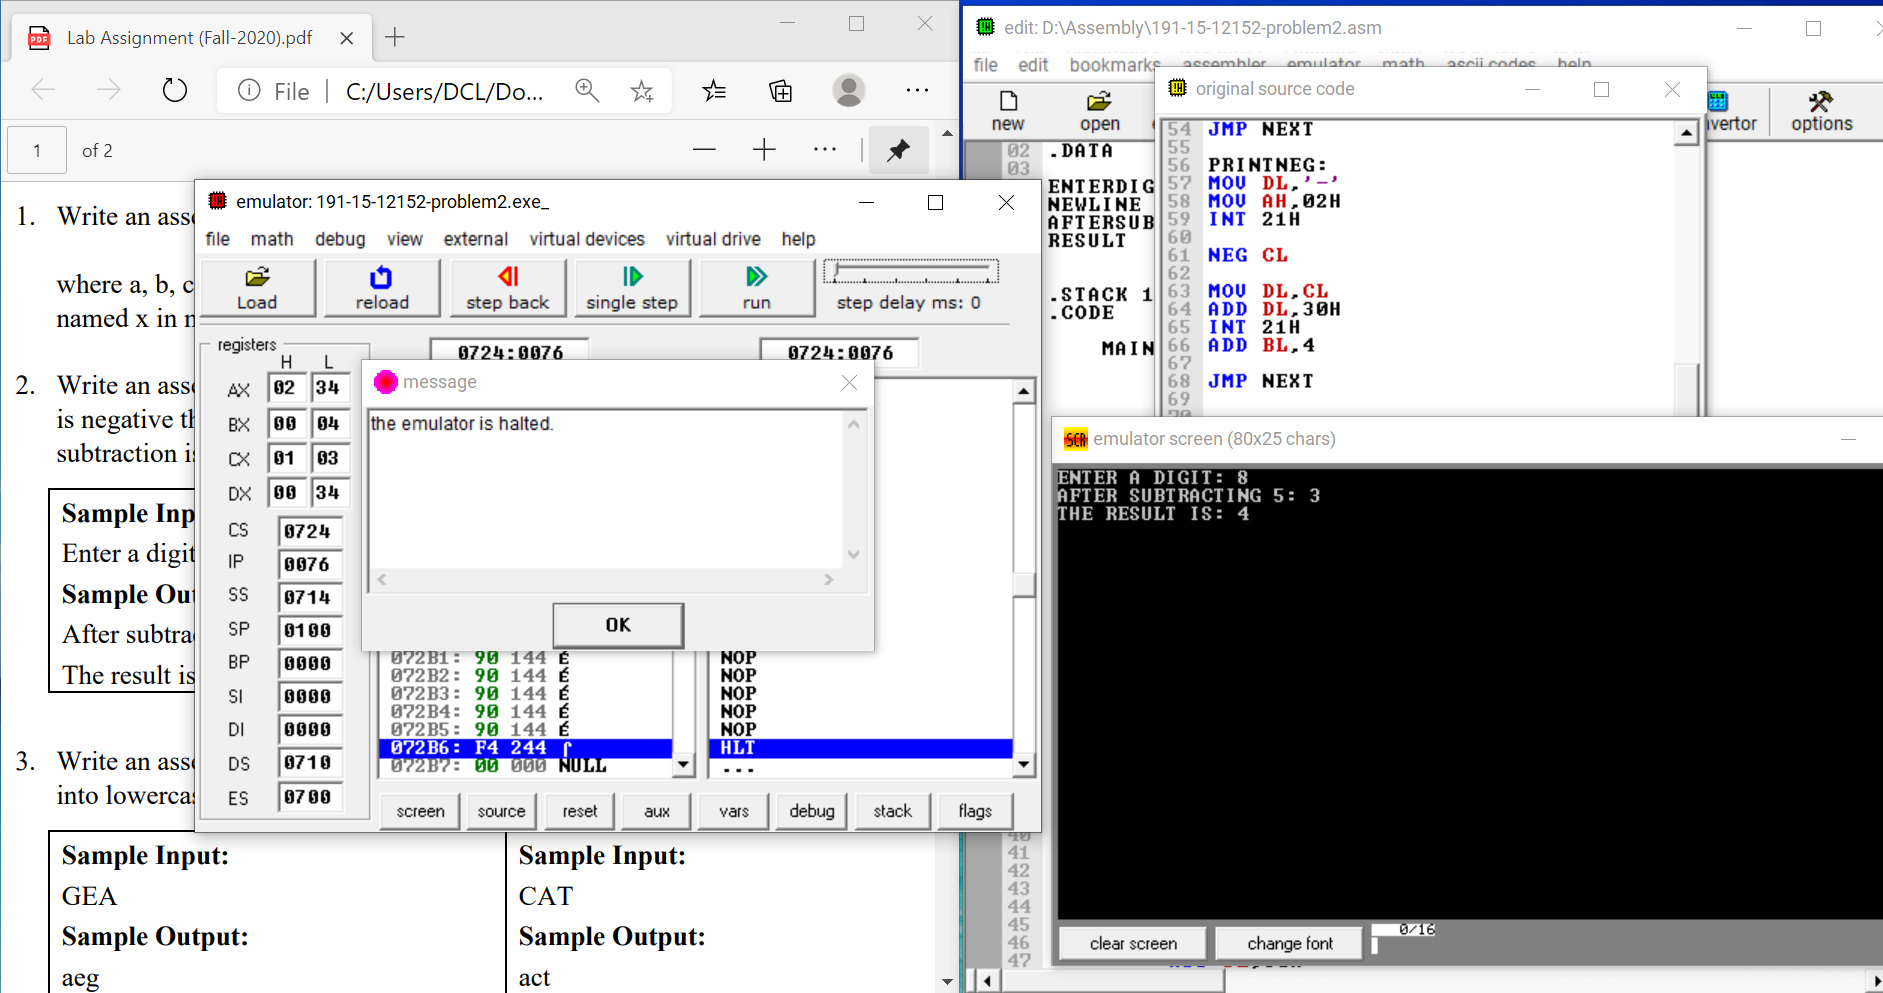 Lab Assignment (Fall-2020).pdf
File
C:/Users/DCL/Do...
1
of 2
1. Write an ass
where a, b, c
named x in n
2. Write an ass
is negative th
subtraction is
Sample Inp
Enter a digit
Sample Out
After subtra
The result is
3. Write an ass
into lowerca
Sample Input:
GEA
Sample Output:
aeg
Sample Input:
CAT
Sample Output:
act
emulator: 191-15-12152-problem2.exe_
file math debug view external virtual devices virtual drive help
Load
reload
step back
single step
run
step delay ms: 0
registers
H L
0724:0076
0724:0076
AX 02 34
BX 00 04
CX 01 03
DX 00 34
CS 0724
IP 0076
SS 0714
SP 0100
BP 0000
SI 0000
DI 0000
DS 0710
ES 0700
message
the emulator is halted.
OK
072B1: 90 144 É
072B2: 90 144 É
072B3: 90 144 É
072B4: 90 144 É
072B5: 90 144 É
072B6: F4 244 ⌠
072B7: 00 000 NULL
NOP
NOP
NOP
NOP
NOP
HLT
...
screen source reset aux vars debug stack flags
edit: D:\Assembly\191-15-12152-problem2.asm
file edit bookmarks assembler emulator math ascii codes help
new
open
options
02 .DATA
03
ENTERDIG
NEWLINE
AFTERSUB
RESULT
.STACK 1
.CODE
MAIN
original source code
54 JMP NEXT
55
56 PRINTNEG:
57 MOV DL,'-'
58 MOV AH,02H
59 INT 21H
60
61 NEG CL
62
63 MOV DL,CL
64 ADD DL,30H
65 INT 21H
66 ADD BL,4
67
68 JMP NEXT
69
70
emulator screen (80x25 chars)
ENTER A DIGIT: 8
AFTER SUBTRACTING 5: 3
THE RESULT IS: 4
clear screen
change font
0/16
40
41
42
43
44
45
46
47